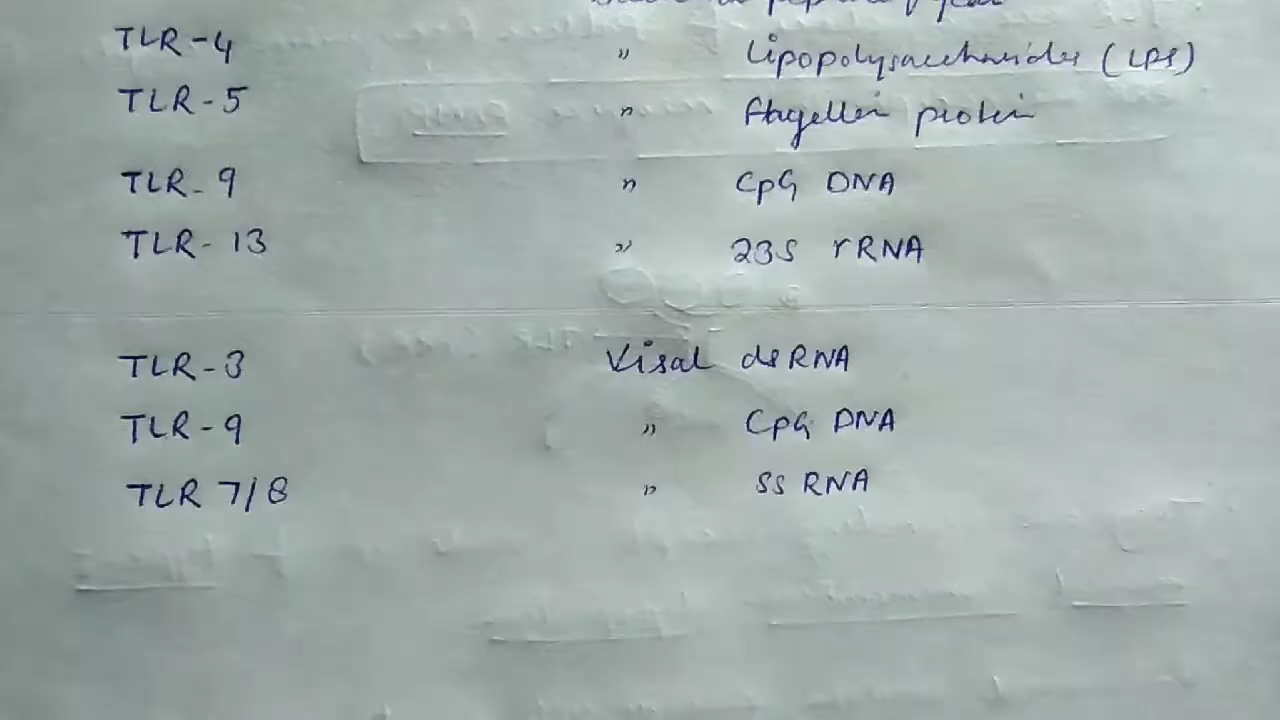 TLR-4 " Lipopolysaccharides (LPS)
TLR-5 " flagellin protein
TLR-9 " CpG DNA
TLR-13 " 23S rRNA
TLR-3 Viral dsRNA
TLR-9 " CpG DNA
TLR 7/8 " SS RNA